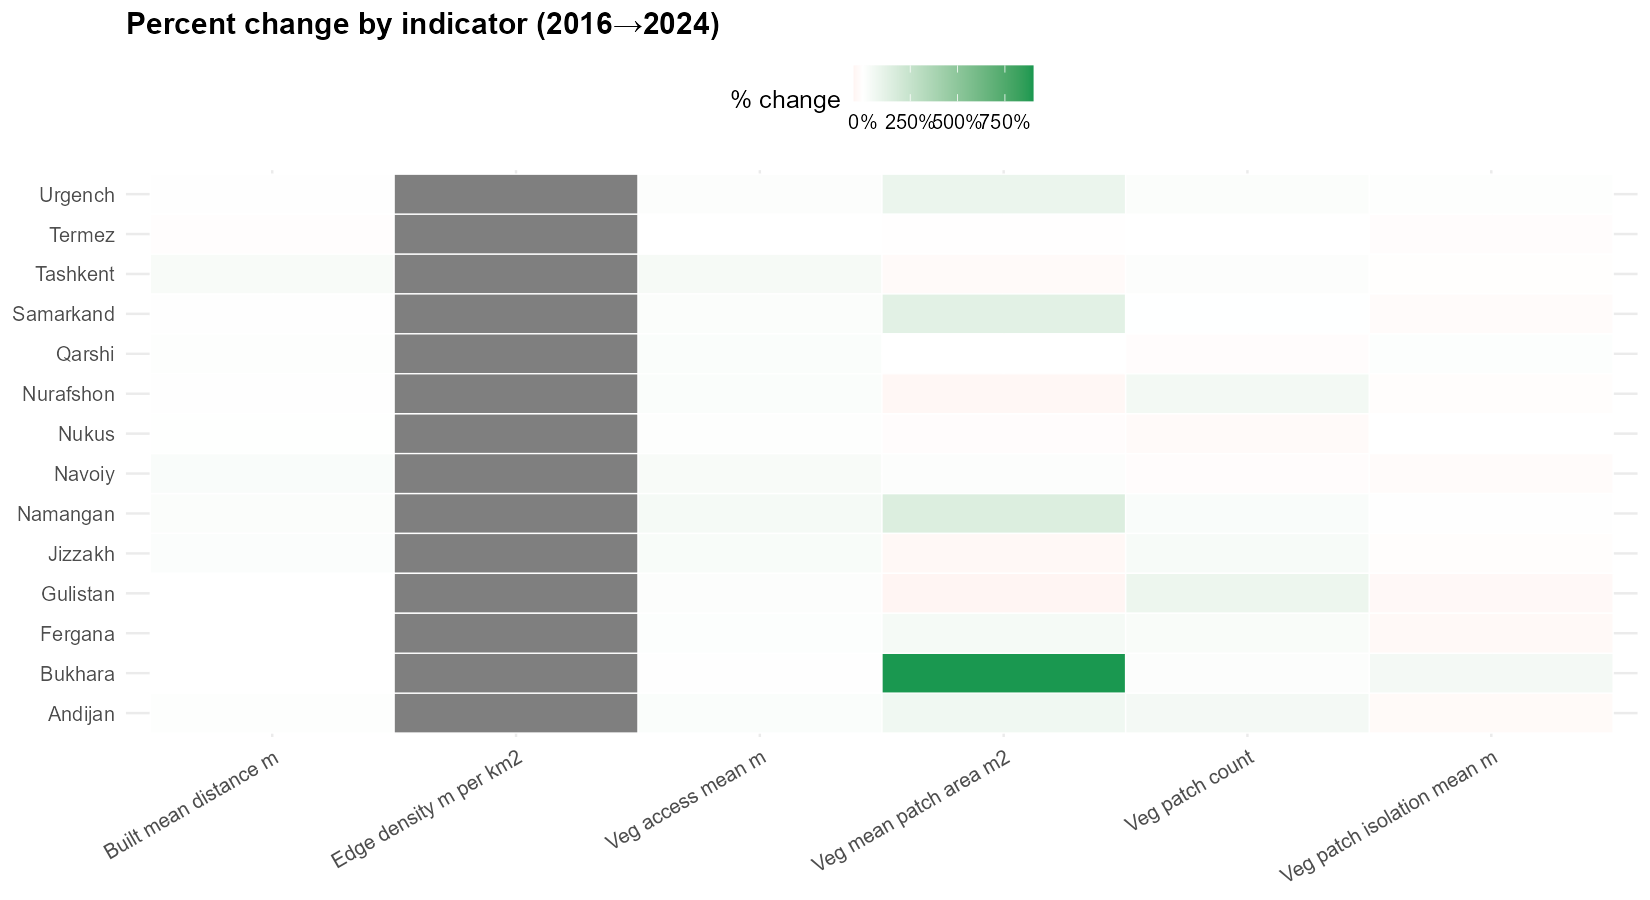 Percent change by indicator (2016→2024)
% change
0% 250% 500% 750%
Urgench
Termez
Tashkent
Samarkand
Qarshi
Nurafshon
Nukus
Navoiy
Namangan
Jizzakh
Gulistan
Fergana
Bukhara
Andijan
Built mean distance m
Edge density m per km2
Veg access mean m
Veg mean patch area m2
Veg patch count
Veg patch isolation mean m